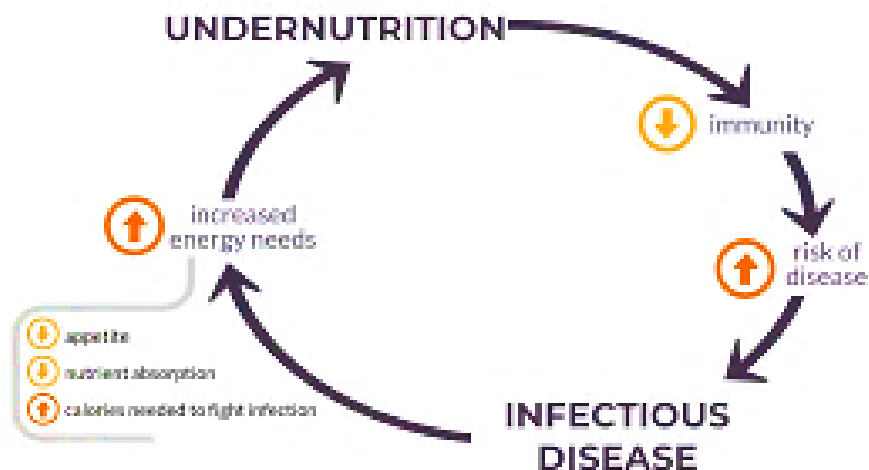 UNDERNUTRITION
immunity
increased
energy needs
risk of
disease
appetite
nutrient absorption
calories needed to fight infection
INFECTIOUS
DISEASE